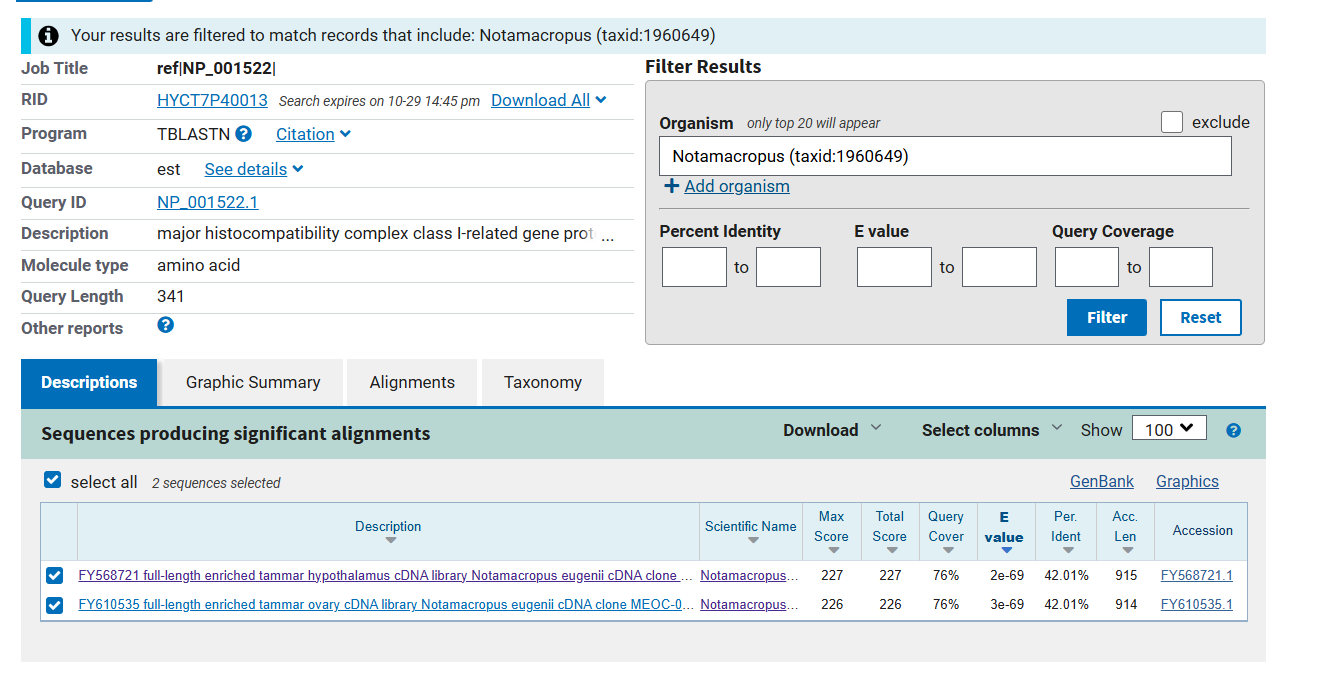 Your results are filtered to match records that include: Notamacropus (taxid:1960649)
Job Title ref|NP_001522|
RID HYCT7P40013 Search expires on 10-29 14:45 pm Download All
Program TBLASTN Citation
Database est See details
Query ID NP_001522.1
Description major histocompatibility complex class I-related gene prot ...
Molecule type amino acid
Query Length 341
Other reports
Filter Results
Organism only top 20 will appear exclude
Notamacropus (taxid:1960649)
+ Add organism
Percent Identity E value Query Coverage
to to to
Filter Reset
Descriptions Graphic Summary Alignments Taxonomy
Sequences producing significant alignments Download Select columns Show 100
select all 2 sequences selected GenBank Graphics
Description Scientific Name Max Score Total Score Query Cover E value Per. Ident Acc. Len Accession
FY568721 full-length enriched tammar hypothalamus cDNA library Notamacropus eugenii cDNA clone ... Notamacropus... 227 227 76% 2e-69 42.01% 915 FY568721.1
FY610535 full-length enriched tammar ovary cDNA library Notamacropus eugenii cDNA clone MEOC-0... Notamacropus... 226 226 76% 3e-69 42.01% 914 FY610535.1